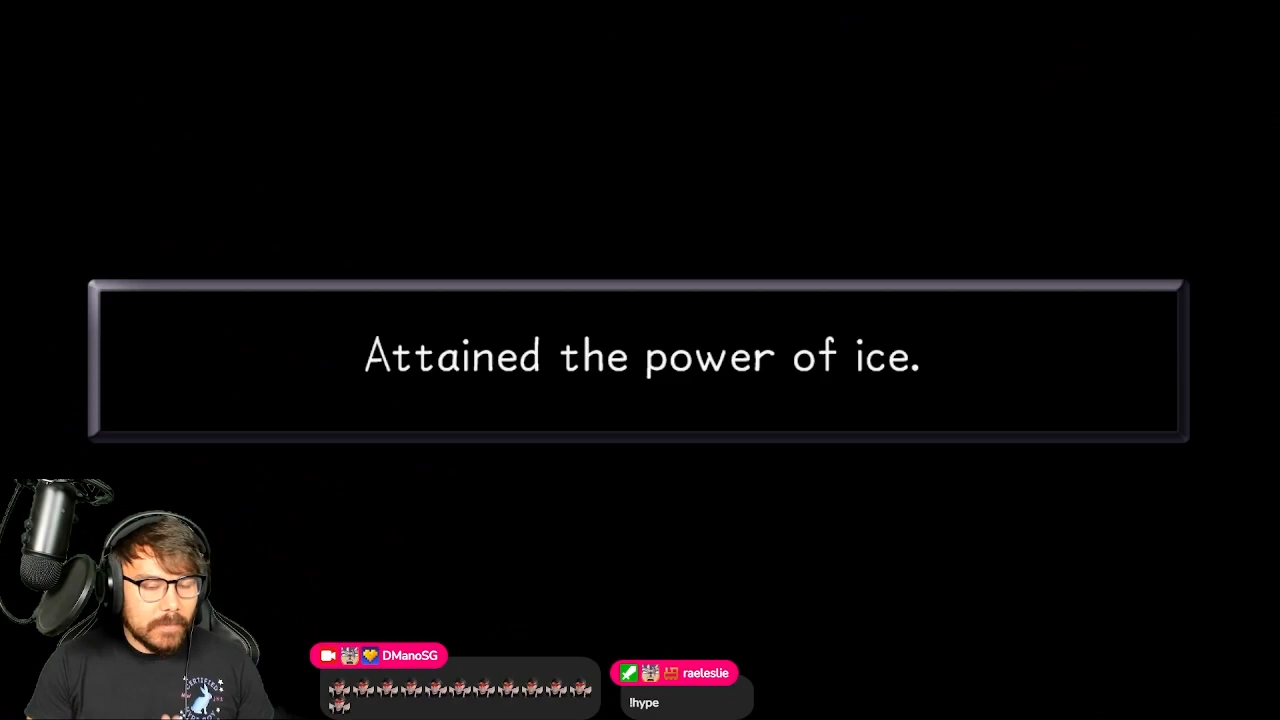 Attained the power of ice.
DManoSG
raeleslie
!hype